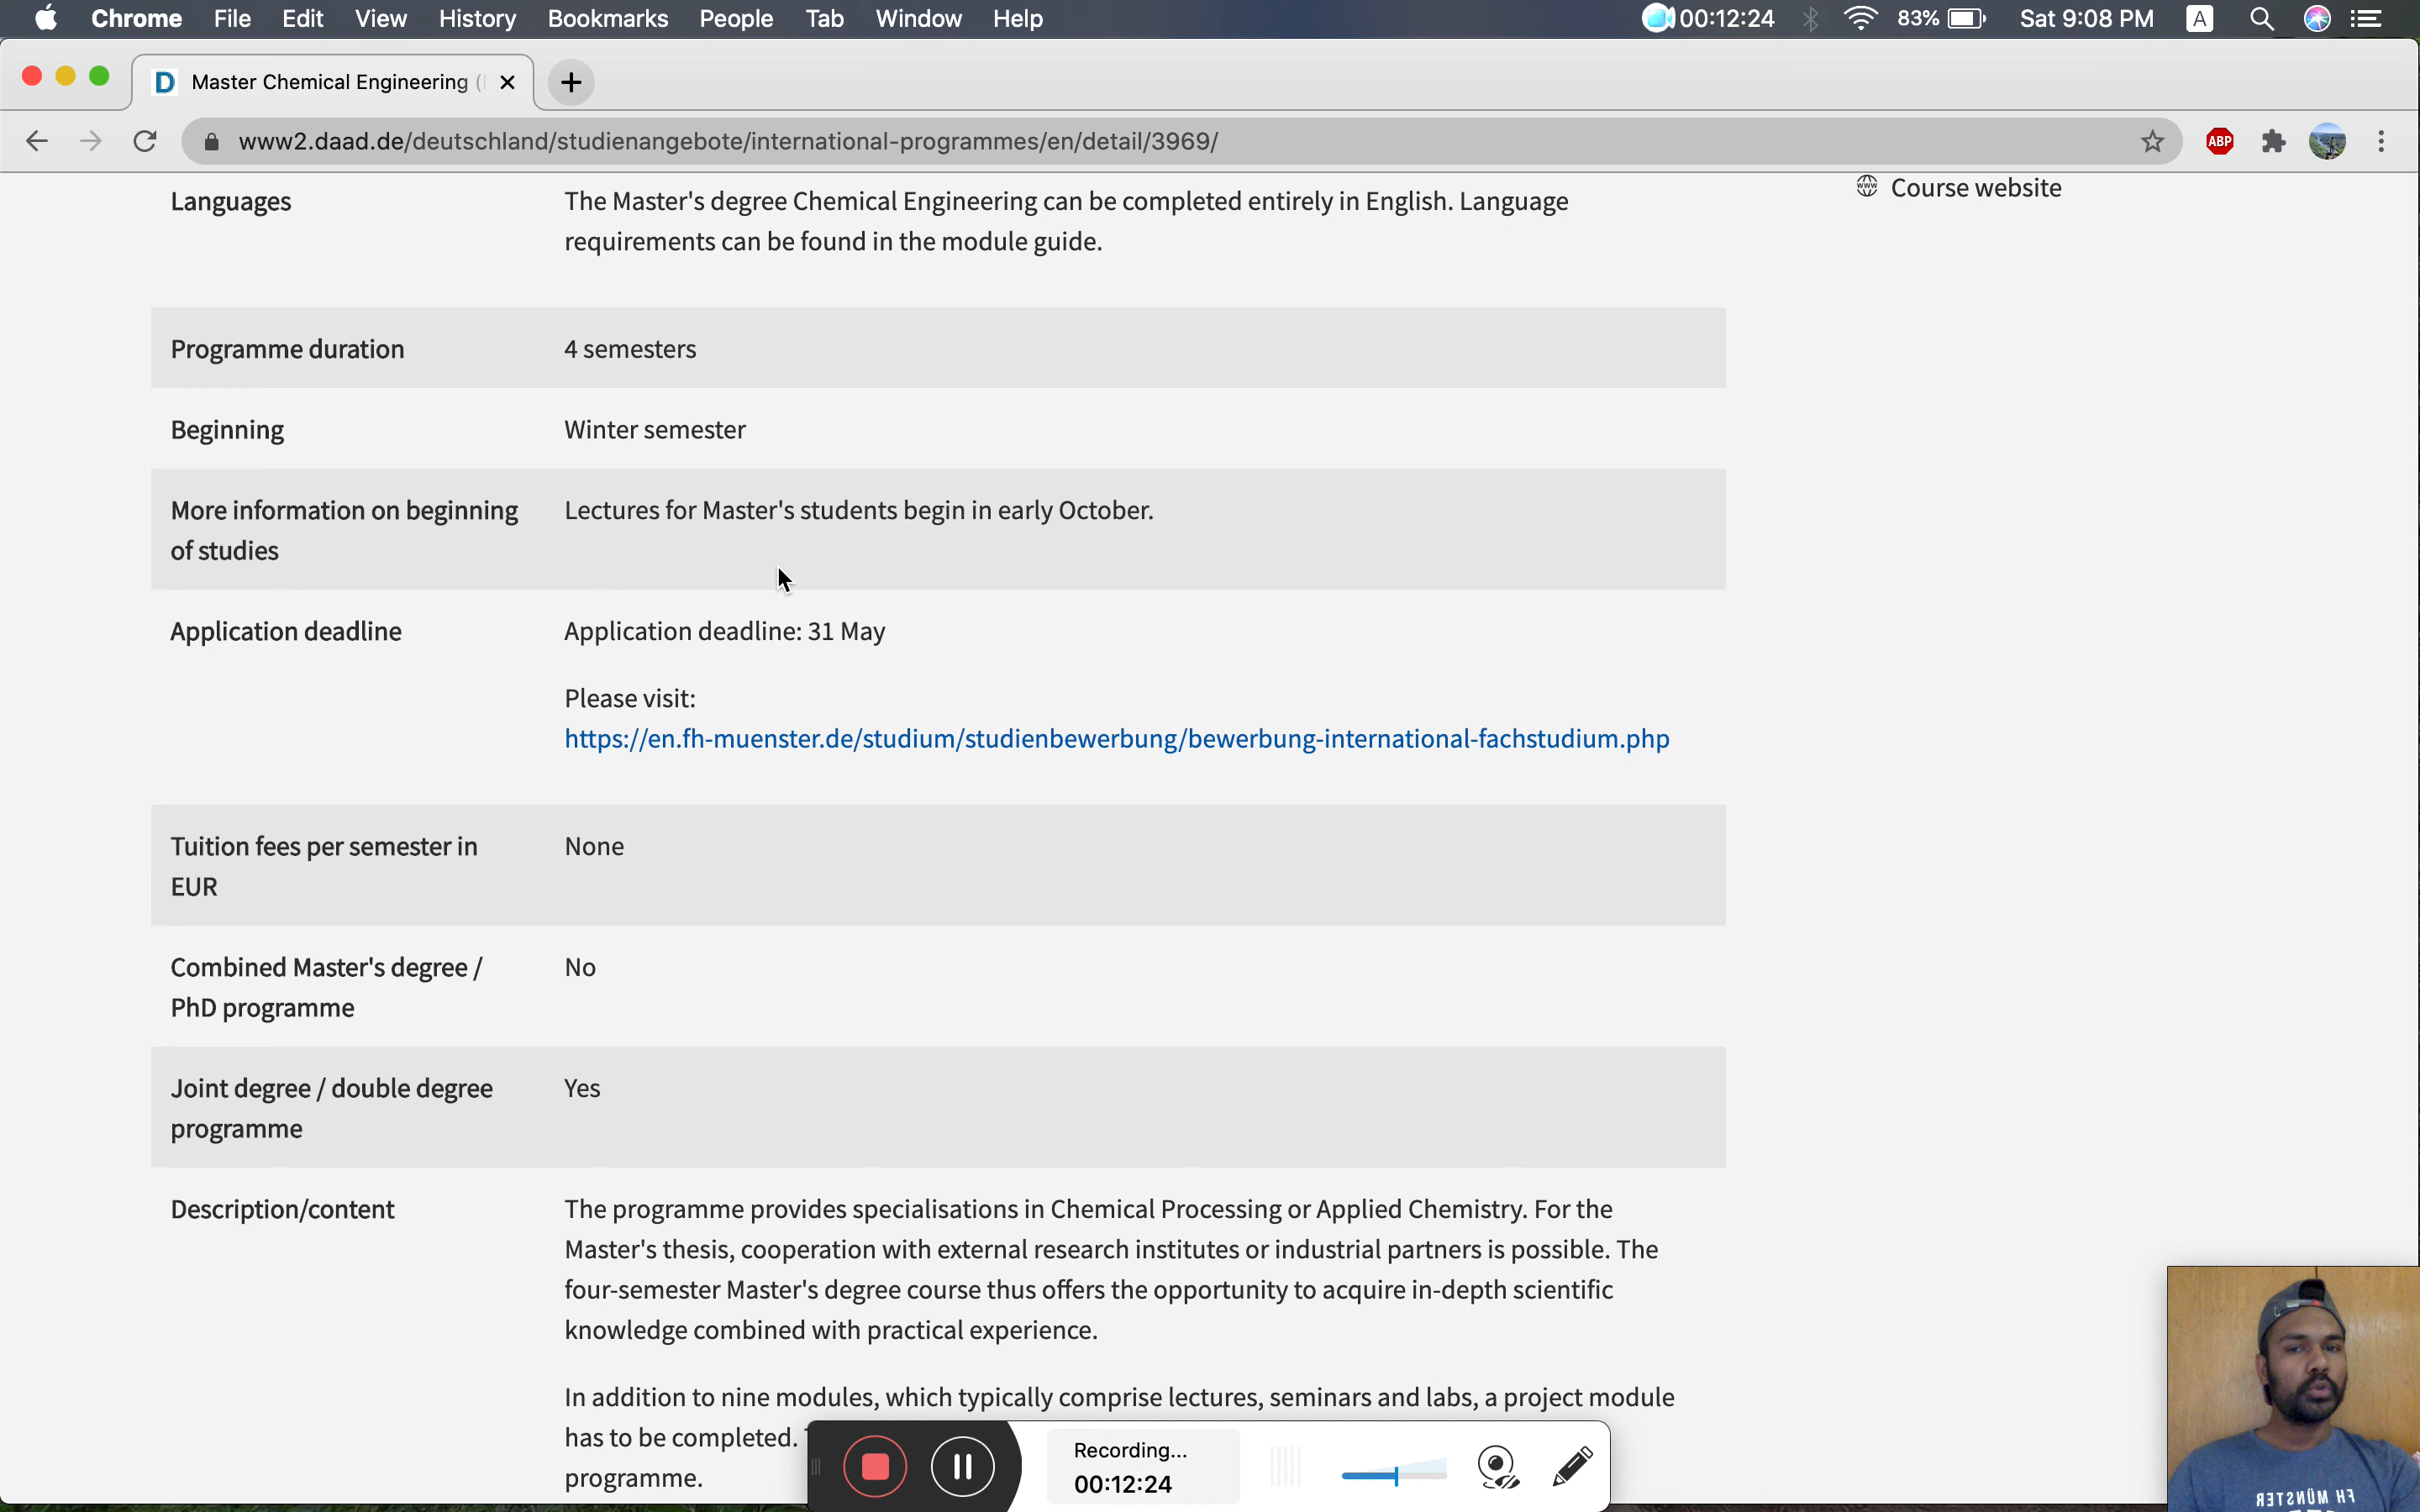 Chrome File Edit View History Bookmarks People Tab Window Help 00:12:24 83% Sat 9:08 PM A
D Master Chemical Engineering (
www2.daad.de/deutschland/studienangebote/international-programmes/en/detail/3969/ ABP
Course website
Languages The Master's degree Chemical Engineering can be completed entirely in English. Language
requirements can be found in the module guide.
Programme duration 4 semesters
Beginning Winter semester
More information on beginning Lectures for Master's students begin in early October.
of studies
Application deadline Application deadline: 31 May
Please visit:
https://en.fh-muenster.de/studium/studienbewerbung/bewerbung-international-fachstudium.php
Tuition fees per semester in None
EUR
Combined Master's degree / No
PhD programme
Joint degree / double degree Yes
programme
Description/content The programme provides specialisations in Chemical Processing or Applied Chemistry. For the
Master's thesis, cooperation with external research institutes or industrial partners is possible. The
four-semester Master's degree course thus offers the opportunity to acquire in-depth scientific
knowledge combined with practical experience.
In addition to nine modules, which typically comprise lectures, seminars and labs, a project module
has to be completed.
programme.
Recording...
00:12:24
FH MÜNSTER